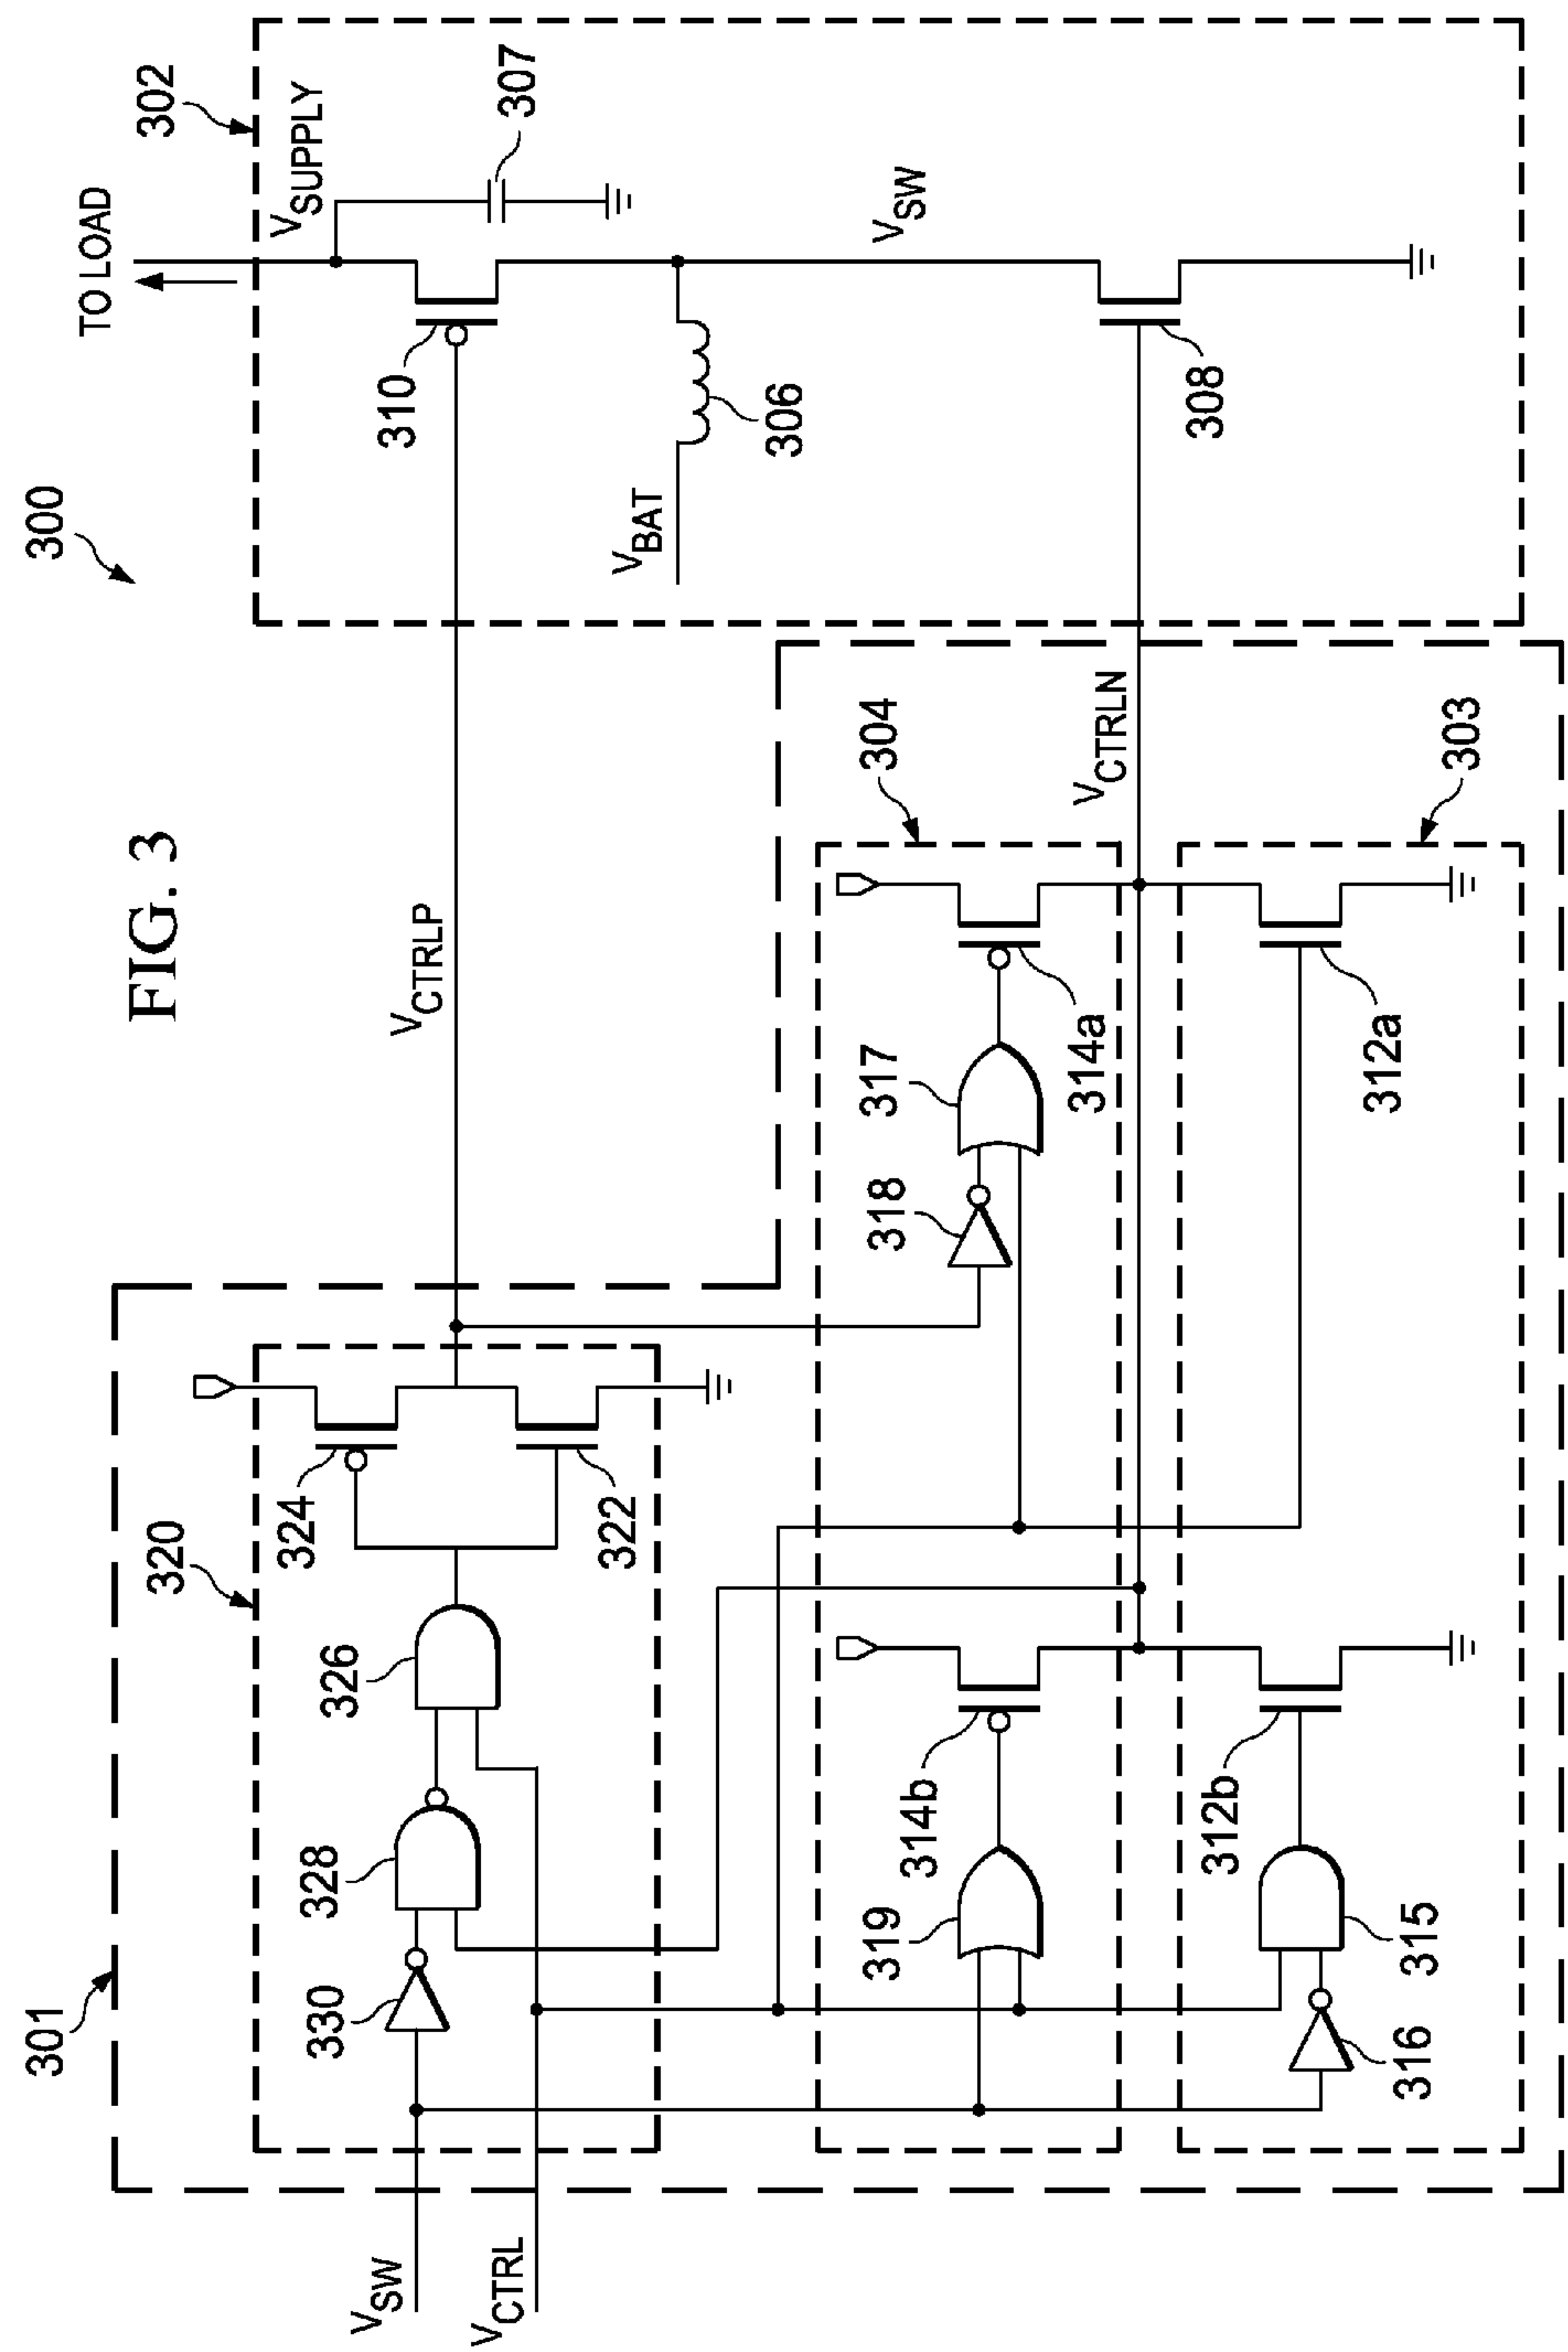 FIG. 3
300
301
302
TO LOAD
VSUPPLY
307
310
VBAT
306
VSW
308
VCTRLP
320
324
322
326
328
330
VSW
VCTRL
304
317
318
314a
VCTRLN
303
312a
319
314b
312b
315
316